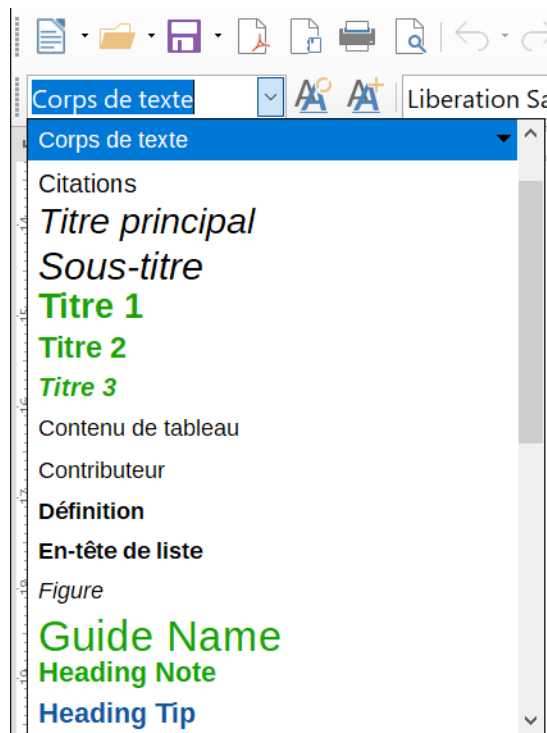 Corps de texte
Liberation Sa
Corps de texte
Citations
Titre principal
Sous-titre
Titre 1
Titre 2
Titre 3
Contenu de tableau
Contributeur
Définition
En-tête de liste
Figure
Guide Name
Heading Note
Heading Tip